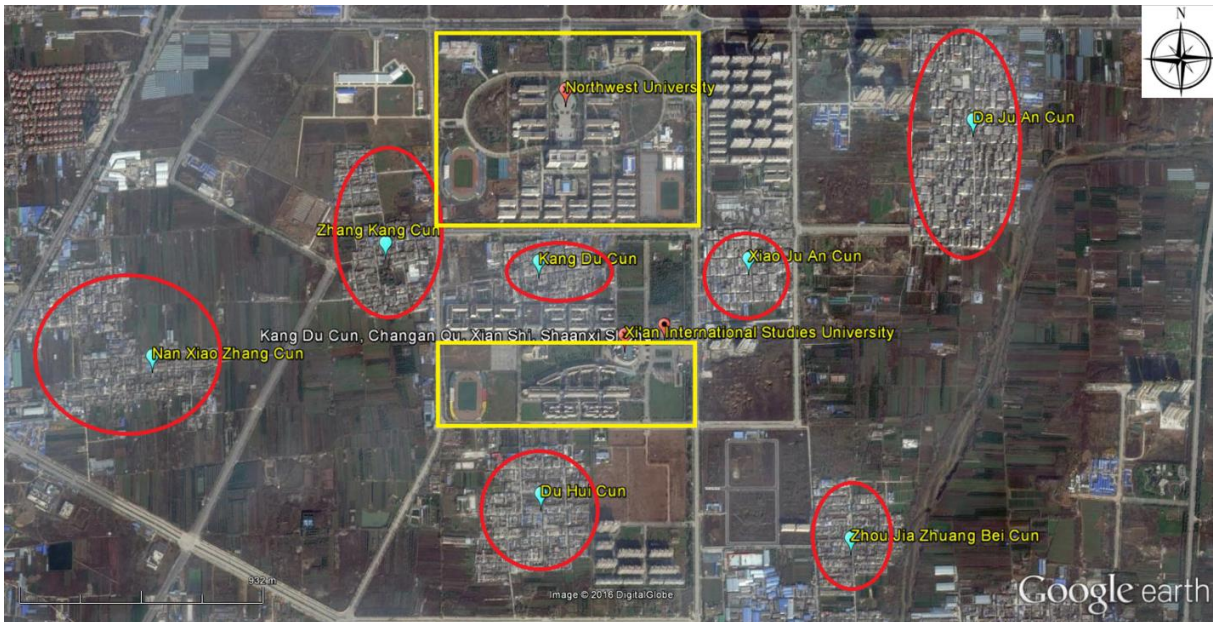 N
Northwest University
Da Ju An Cun
Zhang Kang Cun
Kang Du Cun
Xiao Ju An Cun
Kang Du Cun, Changan Qu, Xian Shi, Shaanxi
Xi'an International Studies University
Nan Xiao Zhang Cun
Du Hui Cun
Zhou Jia Zhuang Bei Cun
932 m
Image © 2016 DigitalGlobe
Google earth